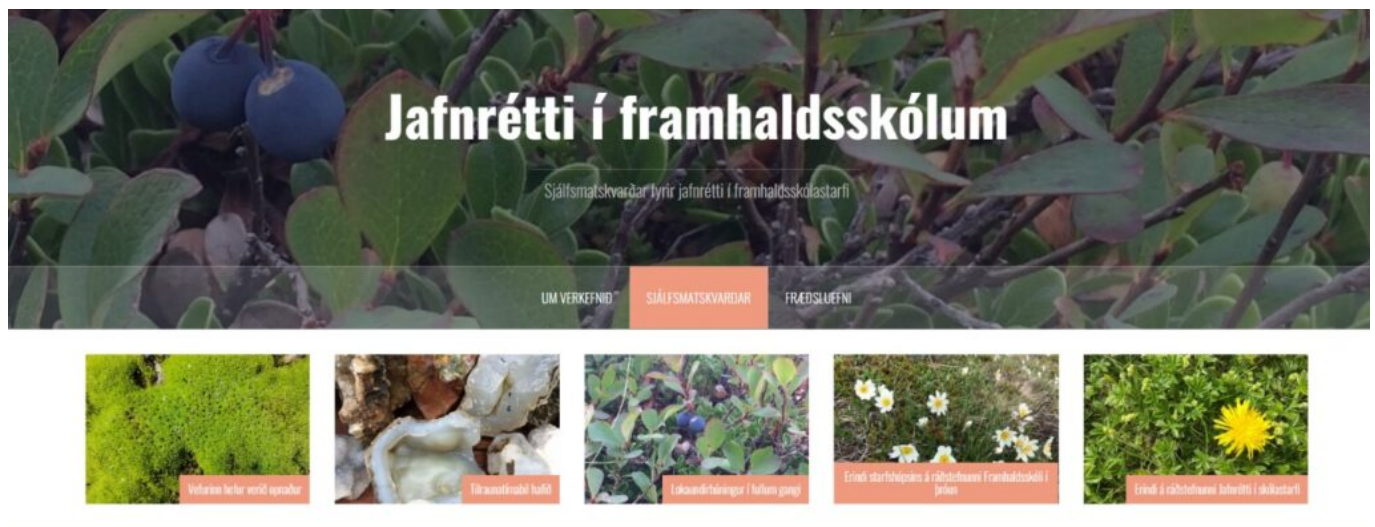 Jafnrétti í framhaldsskólum
Sjálfsmatskvarðar fyrir jafnrétti í framhaldsskólastarfi
UM VERKEFNIÐ
SJÁLFSMATSKVARÐAR
FRÆÐSLUEFNI
Vefurinn hefur verið opnaður
Tilraunatímabil hafið
Lokaundirbúningur í fullum gangi
Erindi starfshópsins á ráðstefnunni Framhaldsskóli í
þróun
Erindi á ráðstefnunni Jafnrétti í skólastarfi